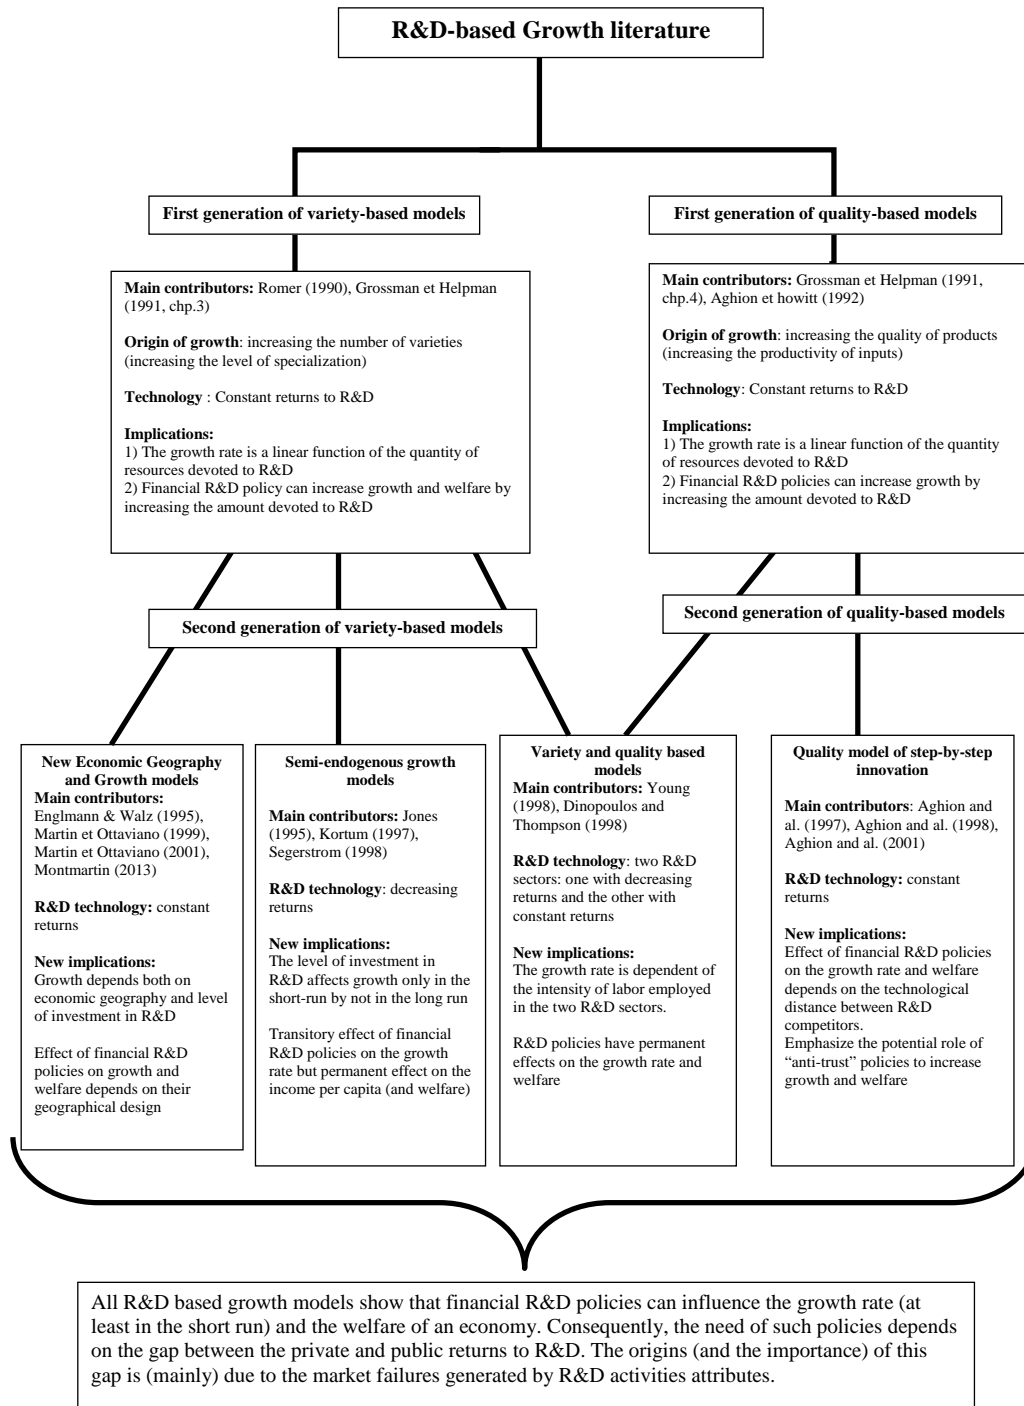 R&D-based Growth literature
First generation of variety-based models
First generation of quality-based models
Main contributors: Romer (1990), Grossman et Helpman
(1991, chp.3)
Origin of growth: increasing the number of varieties
(increasing the level of specialization)
Technology : Constant returns to R&D
Implications:
1) The growth rate is a linear function of the quantity of
resources devoted to R&D
2) Financial R&D policy can increase growth and welfare by
increasing the amount devoted to R&D
Main contributors: Grossman et Helpman (1991,
chp.4), Aghion et howitt (1992)
Origin of growth: increasing the quality of products
(increasing the productivity of inputs)
Technology: Constant returns to R&D
Implications:
1) The growth rate is a linear function of the quantity
of resources devoted to R&D
2) Financial R&D policies can increase growth by
increasing the amount devoted to R&D
Second generation of variety-based models
Second generation of quality-based models
New Economic Geography
and Growth models
Main contributors:
Englmann & Walz (1995),
Martin et Ottaviano (1999),
Martin et Ottaviano (2001),
Montmartin (2013)
R&D technology: constant
returns
New implications:
Growth depends both on
economic geography and level
of investment in R&D
Effect of financial R&D
policies on growth and
welfare depends on their
geographical design
Semi-endogenous growth
models
Main contributors: Jones
(1995), Kortum (1997),
Segerstrom (1998)
R&D technology: decreasing
returns
New implications:
The level of investment in
R&D affects growth only in the
short-run by not in the long run
Transitory effect of financial
R&D policies on the growth
rate but permanent effect on the
income per capita (and welfare)
Variety and quality based
models
Main contributors: Young
(1998), Dinopoulos and
Thompson (1998)
R&D technology: two R&D
sectors: one with decreasing
returns and the other with
constant returns
New implications:
The growth rate is dependent of
the intensity of labor employed
in the two R&D sectors.
R&D policies have permanent
effects on the growth rate and
welfare
Quality model of step-by-step
innovation
Main contributors: Aghion and
al. (1997), Aghion and al. (1998),
Aghion and al. (2001)
R&D technology: constant
returns
New implications:
Effect of financial R&D policies
on the growth rate and welfare
depends on the technological
distance between R&D
competitors.
Emphasize the potential role of
“anti-trust” policies to increase
growth and welfare
All R&D based growth models show that financial R&D policies can influence the growth rate (at
least in the short run) and the welfare of an economy. Consequently, the need of such policies depends
on the gap between the private and public returns to R&D. The origins (and the importance) of this
gap is (mainly) due to the market failures generated by R&D activities attributes.